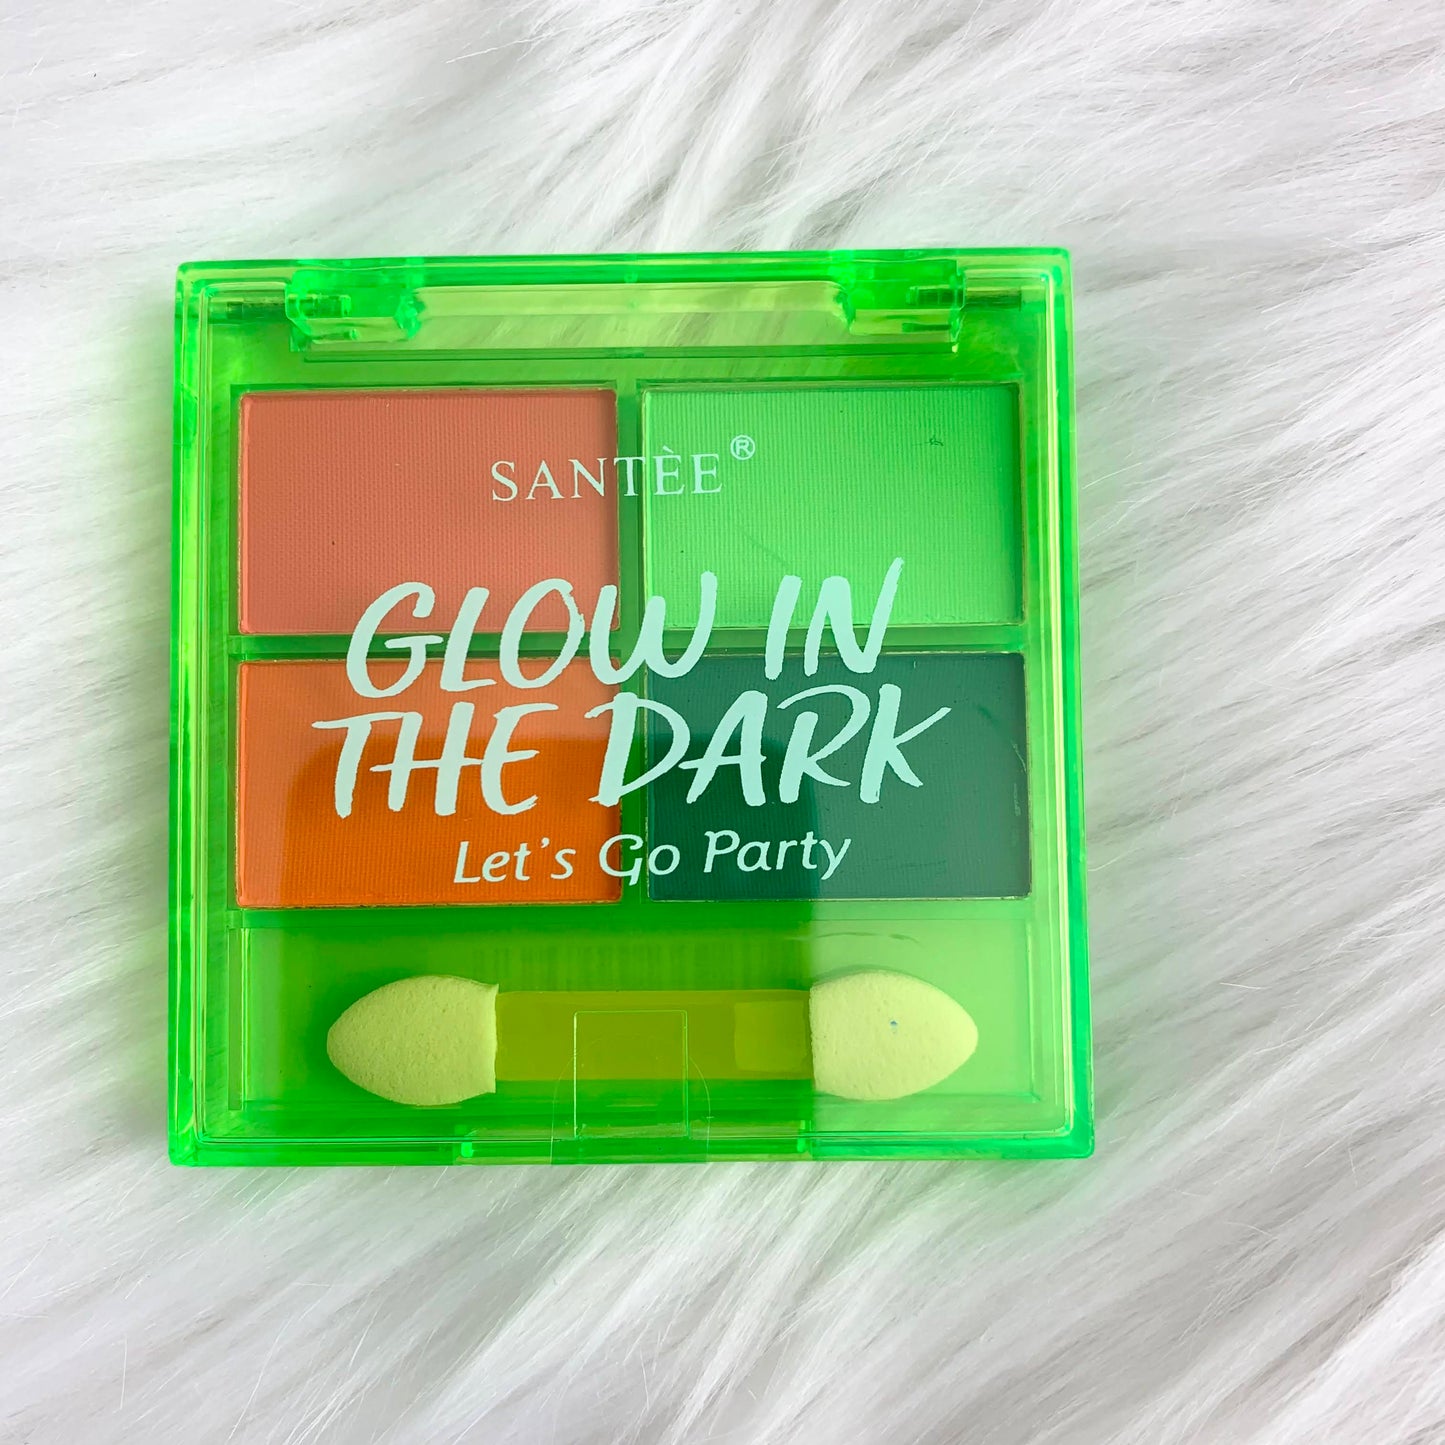 SANTÈE®
GLOW IN
THE DARK
Let's Go Party